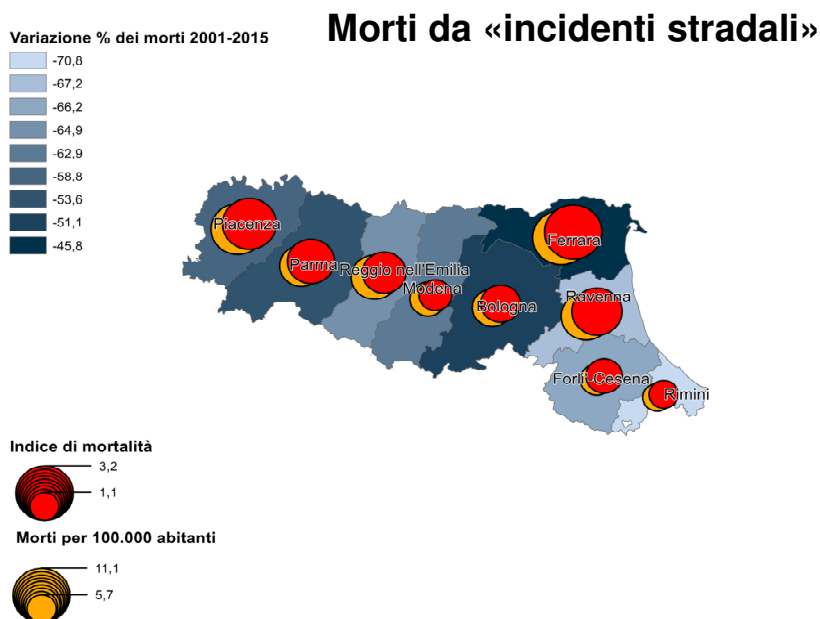 Morti da «incidenti stradali»
Variazione % dei morti 2001-2015
-70,8
-67,2
-66,2
-64,9
-62,9
-58,8
-53,6
-51,1
-45,8
Piacenza
Parma
Reggio nell'Emilia
Modena
Bologna
Ferrara
Ravenna
Forlì-Cesena
Rimini
Indice di mortalità
3,2
1,1
Morti per 100.000 abitanti
11,1
5,7